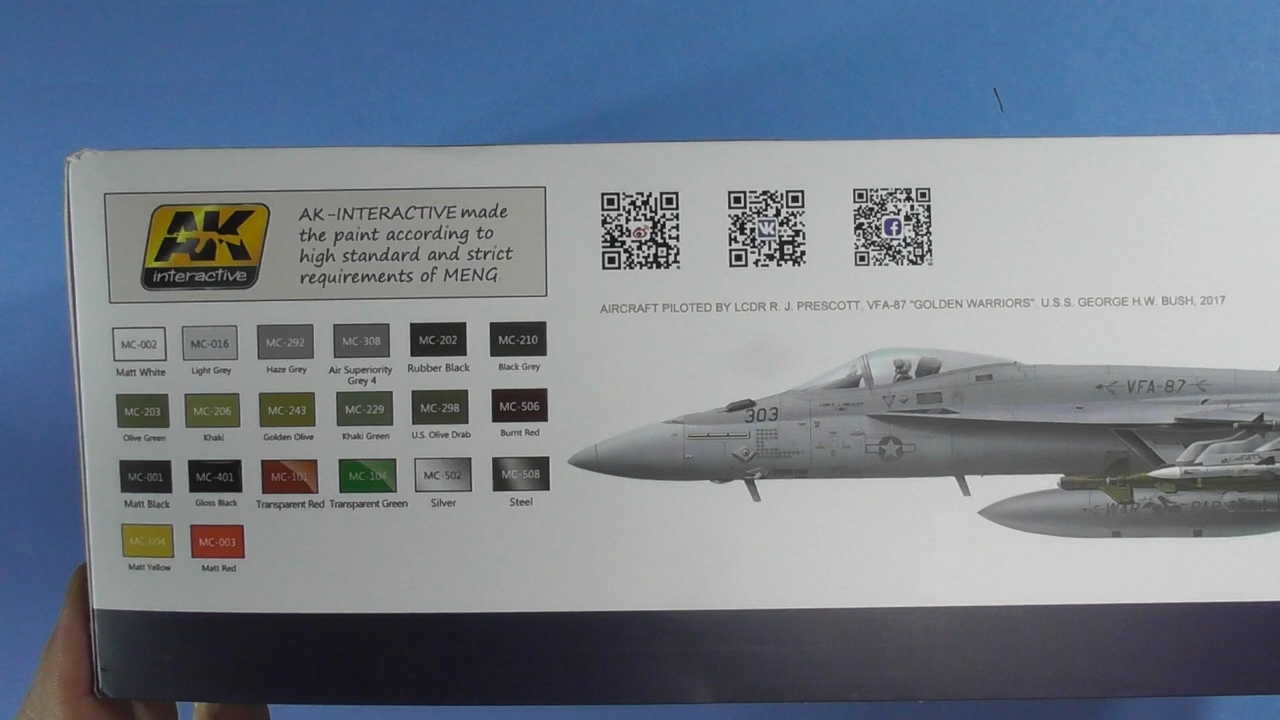 AK
interactive
AK-INTERACTIVE made
the paint according to
high standard and strict
requirements of MENG
AIRCRAFT PILOTED BY LCDR R. J. PRESCOTT, VFA-87 "GOLDEN WARRIORS", U.S.S. GEORGE H.W. BUSH, 2017
MC-002 MC-016 MC-292 MC-308 MC-202 MC-210
Matt White Light Grey Haze Grey Air Superiority Grey 4 Rubber Black Black Grey
MC-203 MC-206 MC-243 MC-229 MC-298 MC-506
Olive Green Khaki Golden Olive Khaki Green U.S. Olive Drab Burnt Red
MC-001 MC-401 MC-101 MC-104 MC-502 MC-508
Matt Black Gloss Black Transparent Red Transparent Green Silver Steel
MC-004 MC-003
Matt Yellow Matt Red
303
VFA-87
WAR